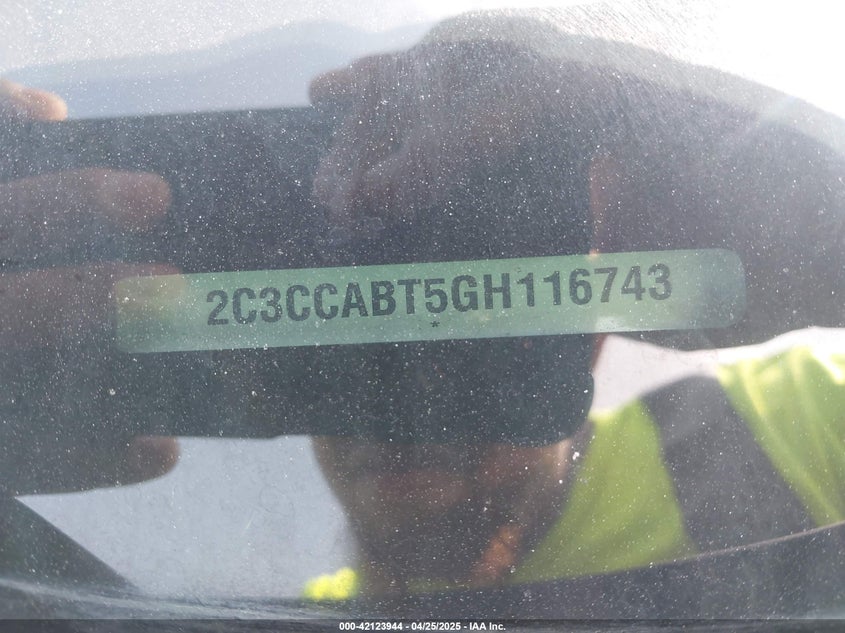 2C3CCABT5GH116743
*
000-42123944 - 04/25/2025 - IAA Inc.